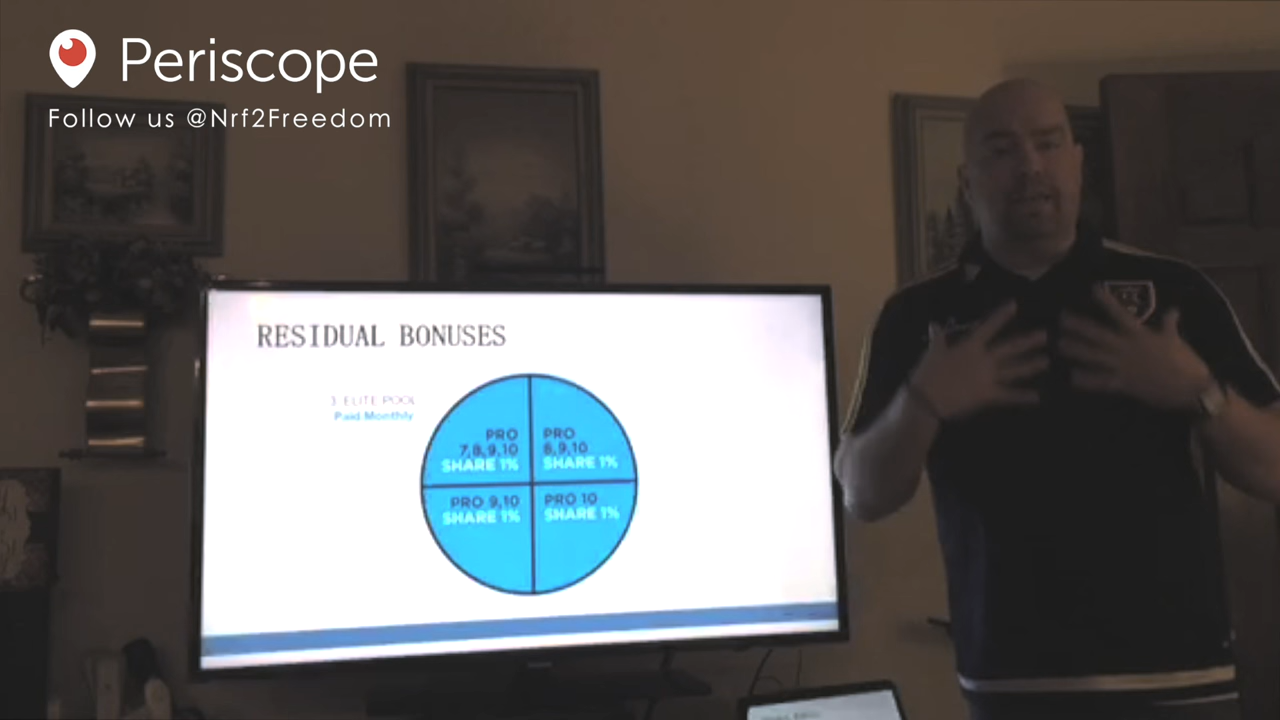 Periscope
Follow us @Nrf2Freedom
RESIDUAL BONUSES
3. ELITE POOL
Paid Monthly
PRO
7,8,9,10
SHARE 1%
PRO
8,9,10
SHARE 1%
PRO 9,10
SHARE 1%
PRO 10
SHARE 1%